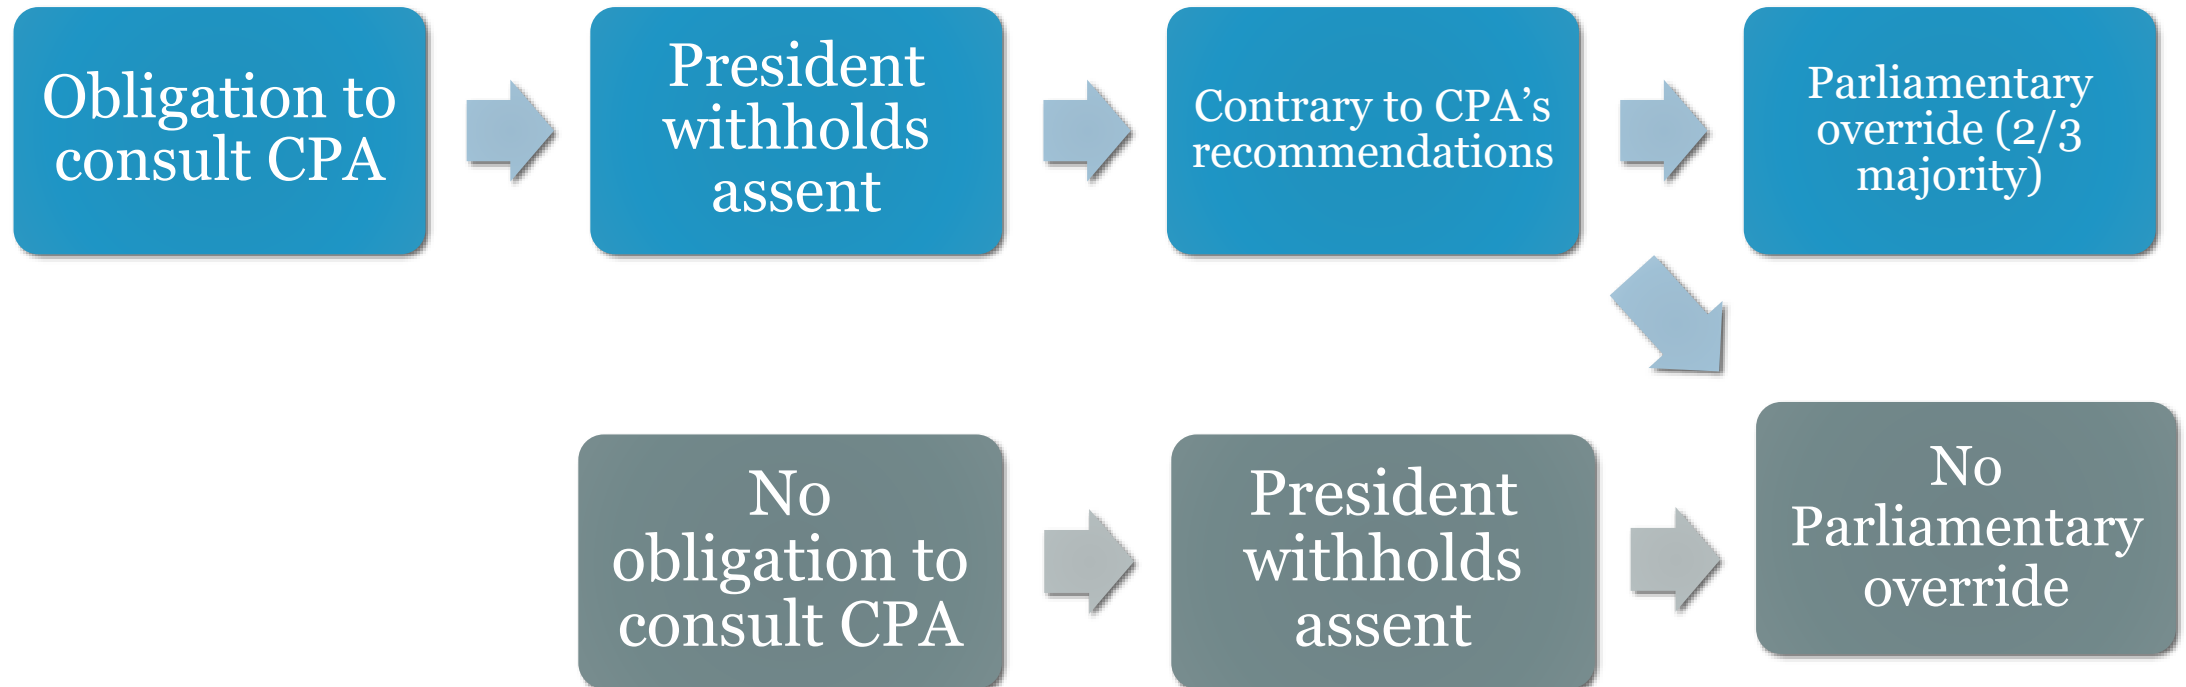 Obligation to
consult CPA
President
withholds
assent
Contrary to CPA’s
recommendations
Parliamentary
override (2/3
majority)
No
obligation to
consult CPA
President
withholds
assent
No
Parliamentary
override